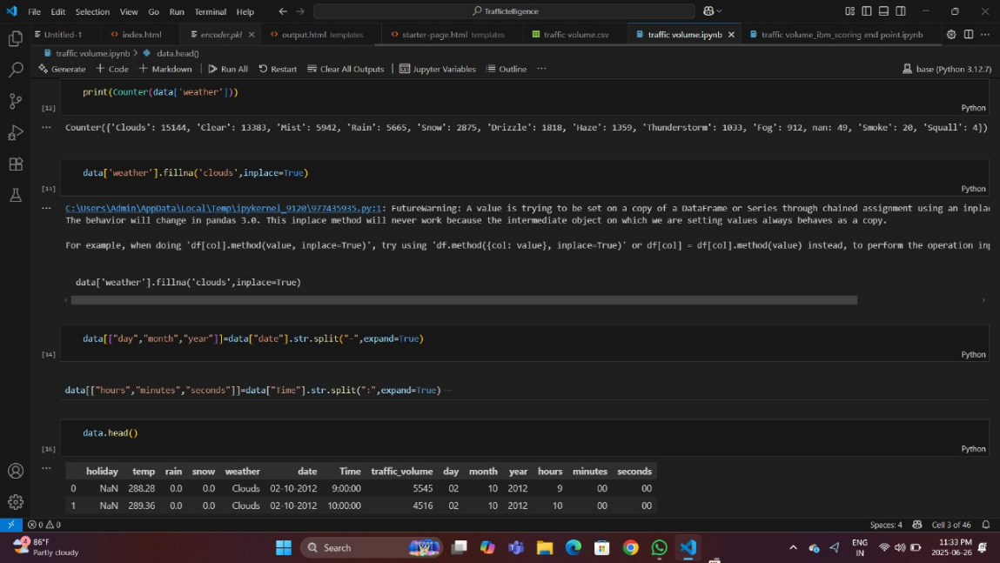 File Edit Selection View Go Run Terminal Help
Traffictelligence
Untitled-1 index.html encoder.pkl output.html templates starter-page.html templates traffic volume.csv traffic volume.ipynb traffic volume_ibm_scoring end point.ipynb
traffic volume.ipynb > data.head()
Generate + Code + Markdown Run All Restart Clear All Outputs Jupyter Variables Outline ... base (Python 3.12.7)
print(Counter(data['weather']))
[12] Python
Counter({'Clouds': 15144, 'Clear': 13383, 'Mist': 5942, 'Rain': 5665, 'Snow': 2875, 'Drizzle': 1818, 'Haze': 1359, 'Thunderstorm': 1033, 'Fog': 912, nan: 49, 'Smoke': 20, 'Squall': 4})
data['weather'].fillna('clouds',inplace=True)
[13] Python
C:\Users\Admin\AppData\Local\Temp\ipykernel_9120\977435935.py:1: FutureWarning: A value is trying to be set on a copy of a DataFrame or Series through chained assignment using an inplac
The behavior will change in pandas 3.0. This inplace method will never work because the intermediate object on which we are setting values always behaves as a copy.
For example, when doing 'df[col].method(value, inplace=True)', try using 'df.method({col: value}, inplace=True)' or df[col] = df[col].method(value) instead, to perform the operation inp
data['weather'].fillna('clouds',inplace=True)
data[["day","month","year"]]=data["date"].str.split("-",expand=True)
[14] Python
data[["hours","minutes","seconds"]]=data["Time"].str.split(":",expand=True) ...
data.head()
[16] Python
holiday temp rain snow weather date Time traffic_volume day month year hours minutes seconds
0 NaN 288.28 0.0 0.0 Clouds 02-10-2012 9:00:00 5545 02 10 2012 9 00 00
1 NaN 289.36 0.0 0.0 Clouds 02-10-2012 10:00:00 4516 02 10 2012 10 00 00
0 0 Spaces: 4 Cell 3 of 46
4 86°F
Partly cloudy
Search
ENG
IN
11:33 PM
2025-06-26